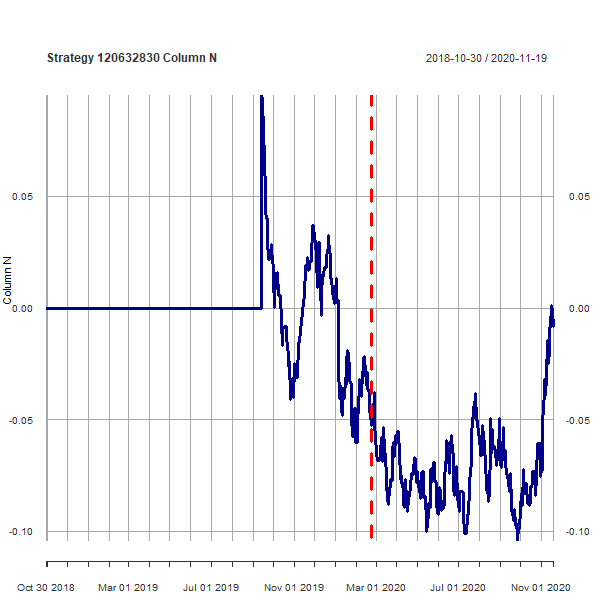 Strategy 120632830 Column N 2018-10-30 / 2020-11-19
0.05 0.05
0.00 0.00
-0.05 -0.05
-0.10 -0.10
Column N
Oct 30 2018 Mar 01 2019 Jul 01 2019 Nov 01 2019 Mar 01 2020 Jul 01 2020 Nov 01 2020